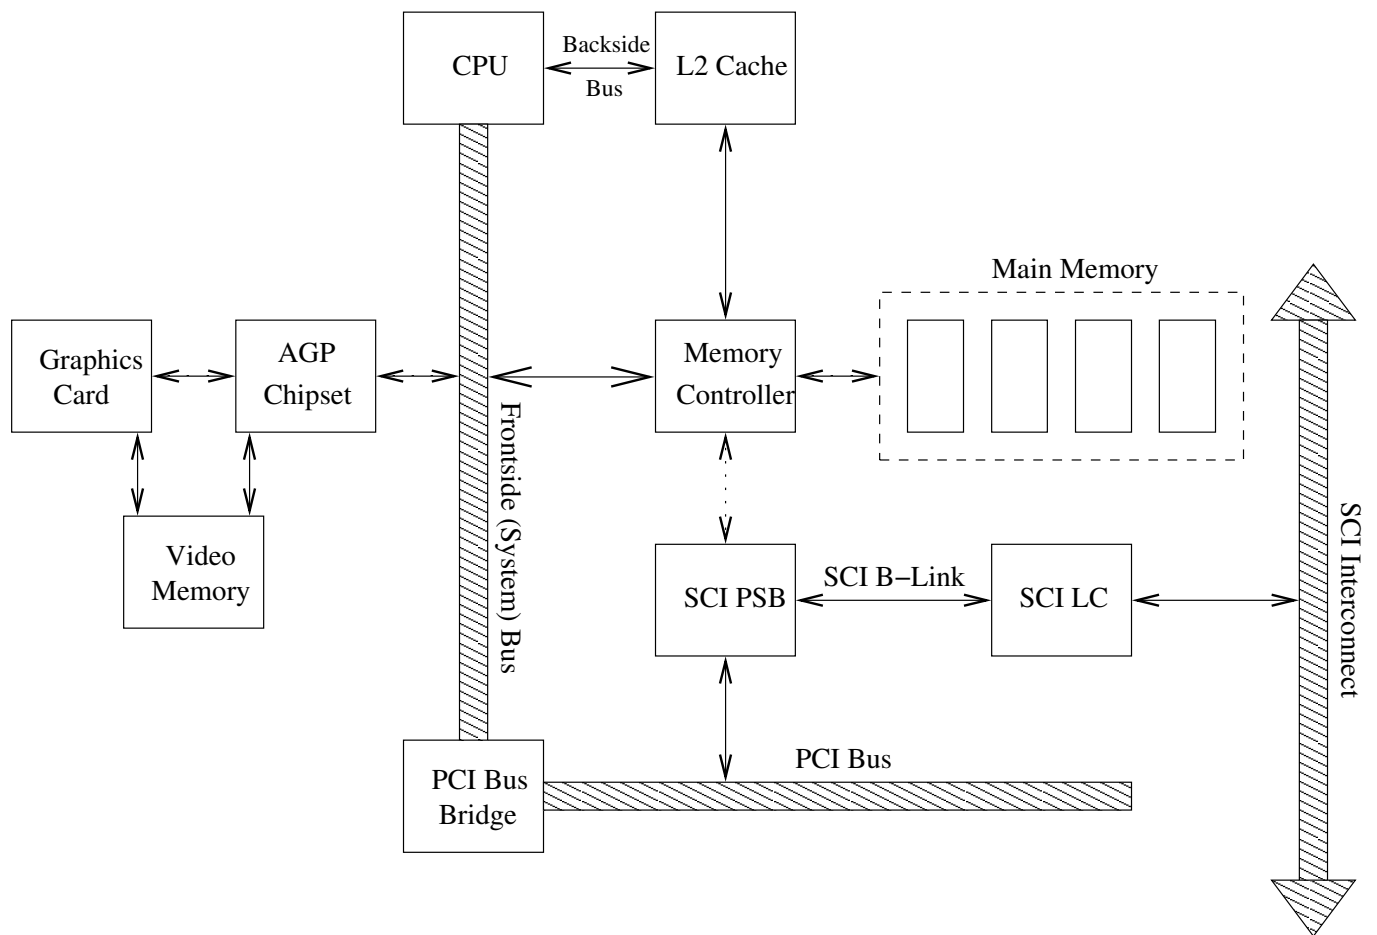 CPU
Backside
Bus
L2 Cache
Main Memory
Graphics
Card
AGP
Chipset
Memory
Controller
Frontside (System) Bus
Video
Memory
SCI PSB
SCI B−Link
SCI LC
SCI Interconnect
PCI Bus
Bridge
PCI Bus